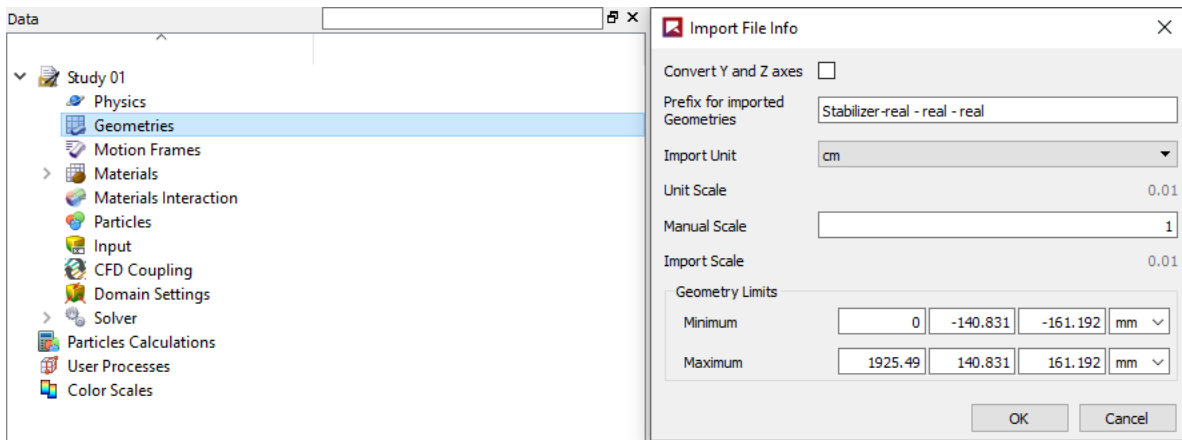 Data
Study 01
Physics
Geometries
Motion Frames
Materials
Materials Interaction
Particles
Input
CFD Coupling
Domain Settings
Solver
Particles Calculations
User Processes
Color Scales
Import File Info
Convert Y and Z axes
Prefix for imported
Geometries
Stabilizer-real - real - real
Import Unit cm
Unit Scale 0.01
Manual Scale 1
Import Scale 0.01
Geometry Limits
Minimum 0 -140.831 -161.192 mm
Maximum 1925.49 140.831 161.192 mm
OK Cancel